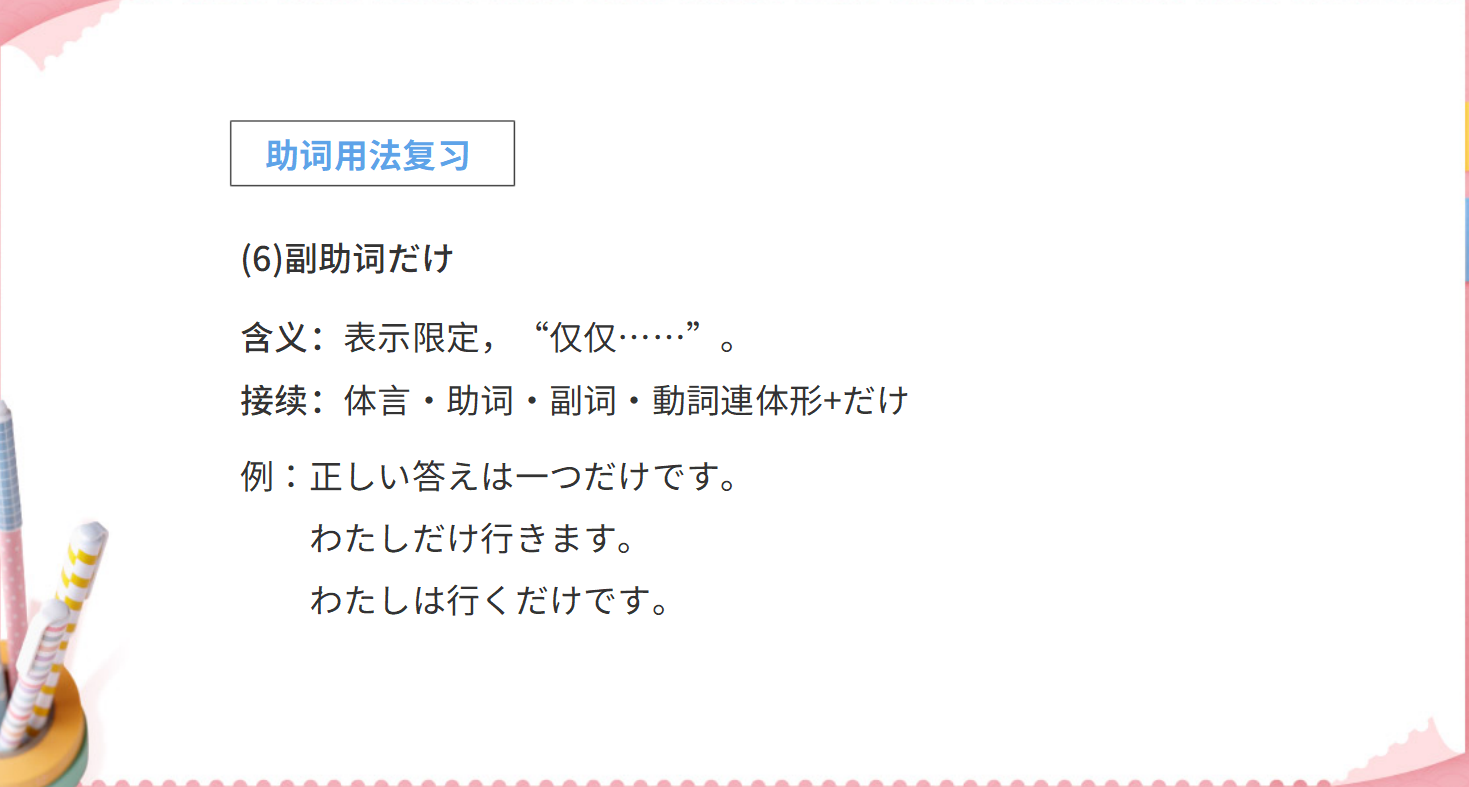 助词用法复习
(6)副助词だけ
含义：表示限定，“仅仅……”。
接续：体言・助词・副词・動詞連体形+だけ
例：正しい答えは一つだけです。
わたしだけ行きます。
わたしは行くだけです。